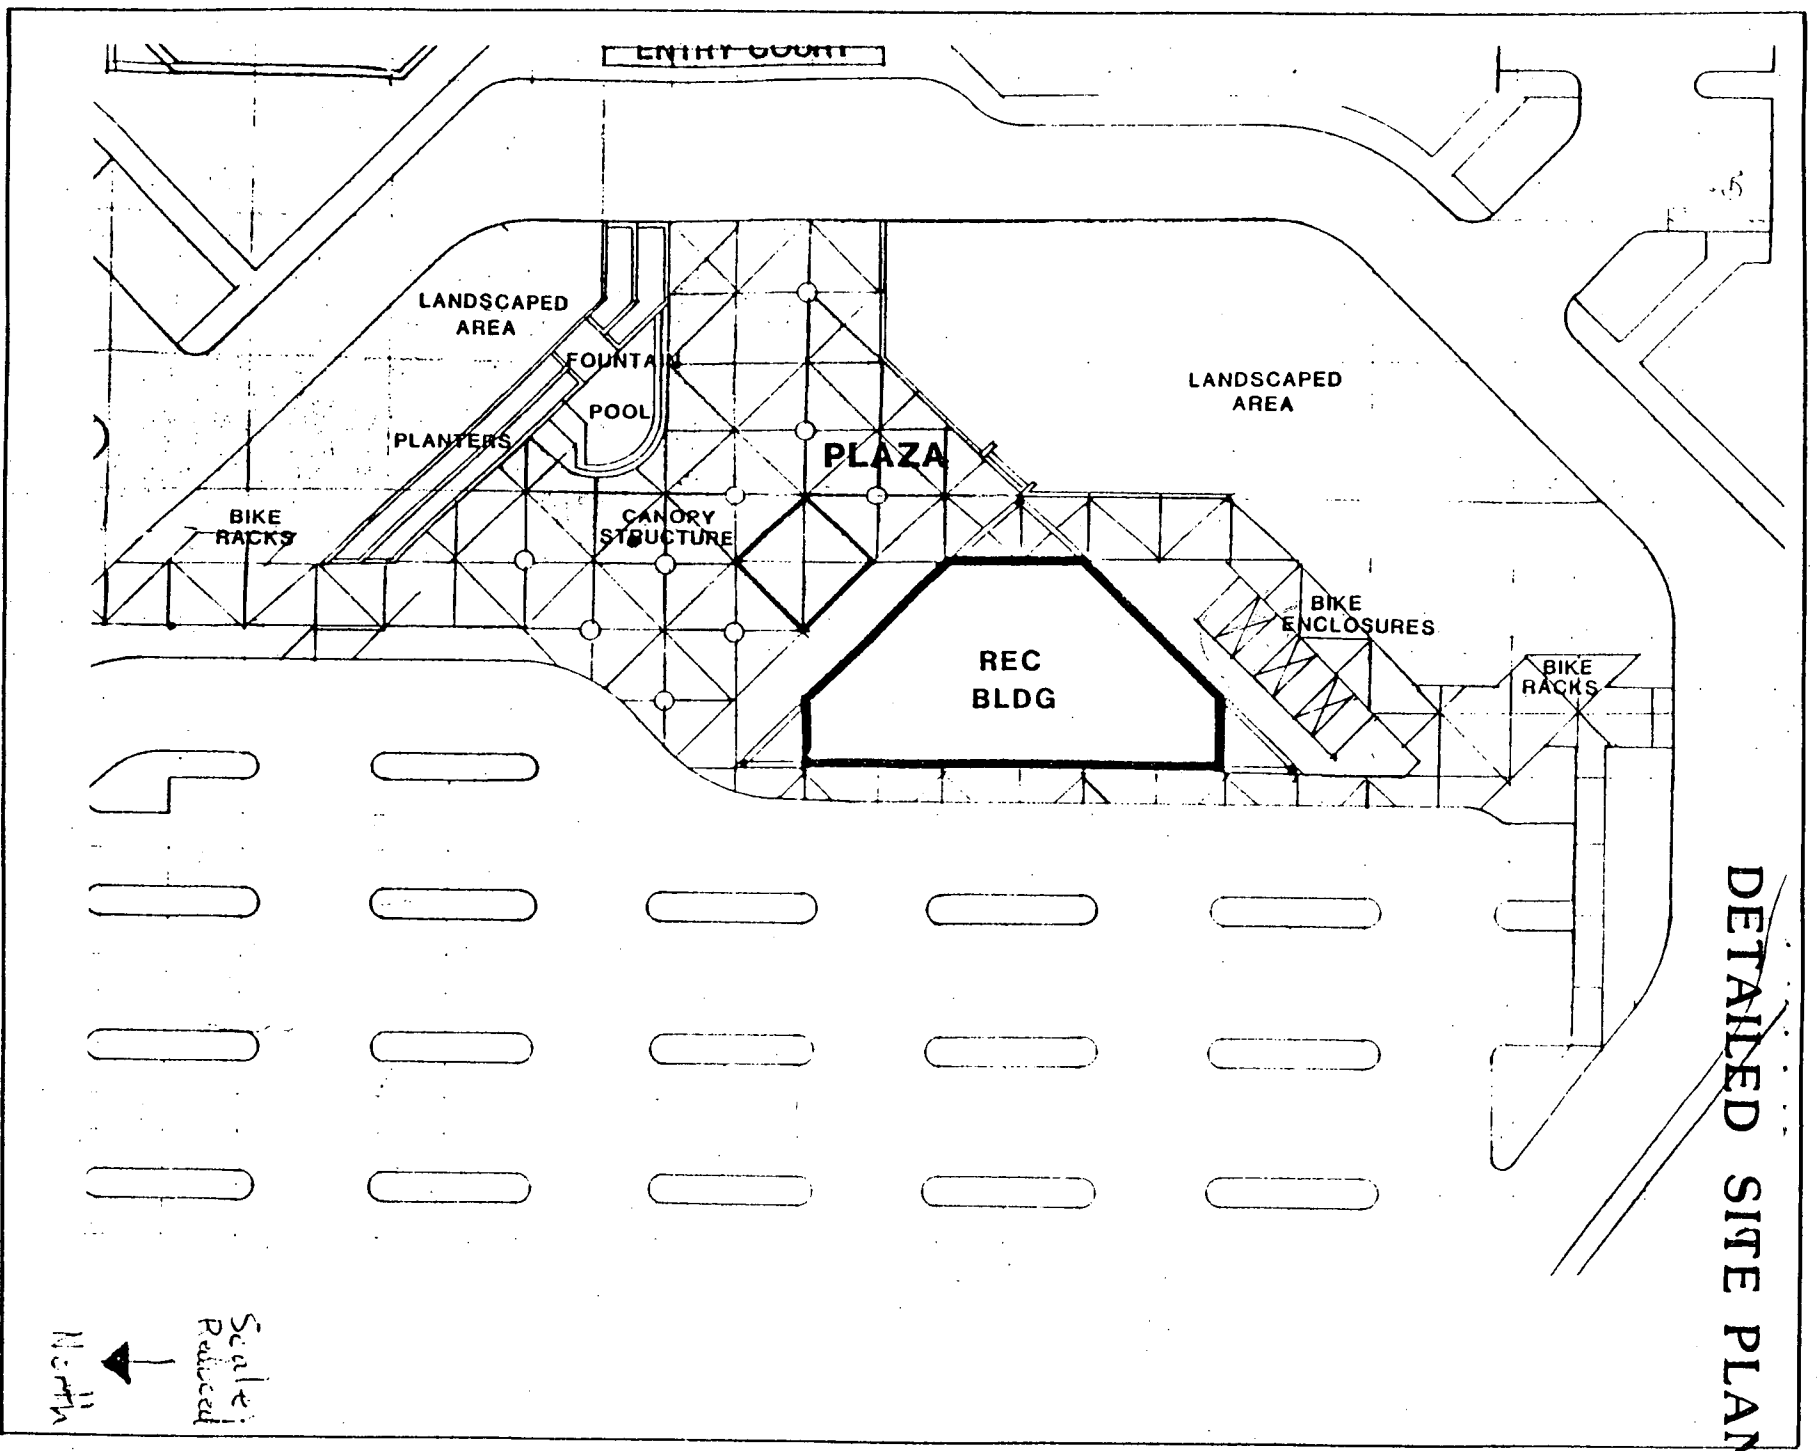 ENTRY COURT
LANDSCAPED
AREA
FOUNTAIN
POOL
PLANTERS
LANDSCAPED
AREA
PLAZA
BIKE
RACKS
CANOPY
STRUCTURE
BIKE
ENCLOSURES
REC
BLDG
BIKE
RACKS
DETAILED SITE PLAN
Scale:
Reduced
North